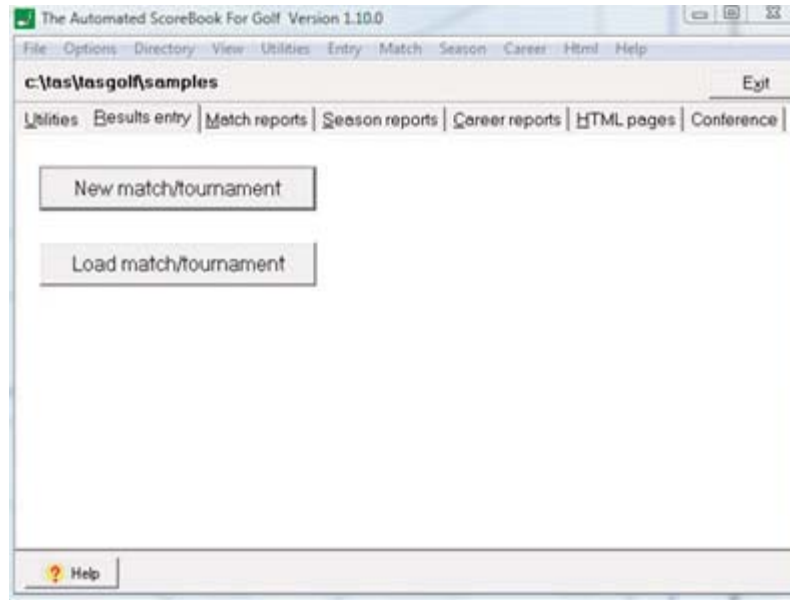 The Automated ScoreBook For Golf Version 1.10.0
File Options Directory View Utilities Entry Match Season Career Html Help
c:\tas\tasgolf\samples Exit
Utilities Results entry Match reports Season reports Career reports HTML pages Conference
New match/tournament
Load match/tournament
? Help